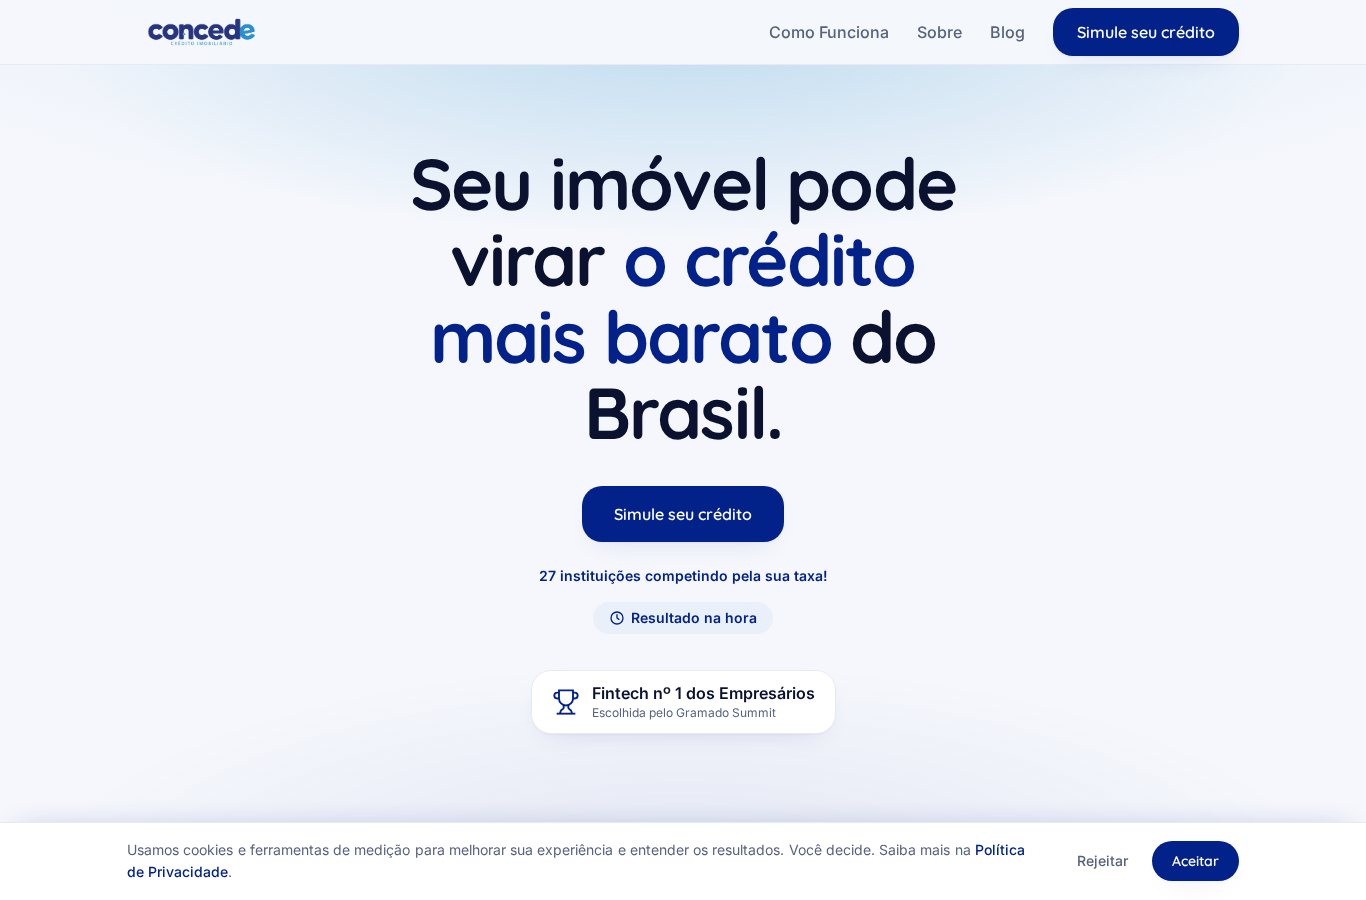 concede
CRÉDITO IMOBILIÁRIO
Como Funciona
Sobre
Blog
Simule seu crédito
Seu imóvel pode
virar o crédito
mais barato do
Brasil.
Simule seu crédito
27 instituições competindo pela sua taxa!
Resultado na hora
Fintech nº 1 dos Empresários
Escolhida pelo Gramado Summit
Usamos cookies e ferramentas de medição para melhorar sua experiência e entender os resultados. Você decide. Saiba mais na Política
de Privacidade.
Rejeitar
Aceitar